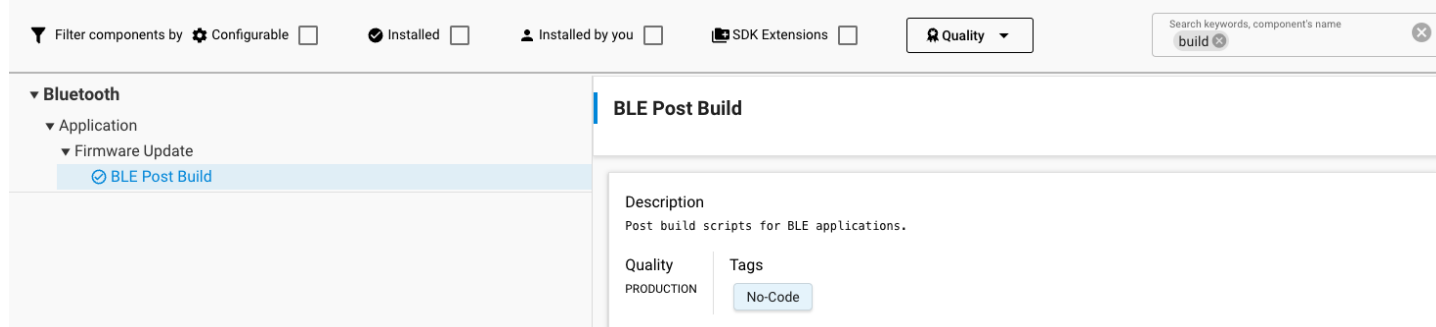 Filter components by Configurable Installed Installed by you SDK Extensions Quality Search keywords, component's name
build
Bluetooth
Application
Firmware Update
BLE Post Build
BLE Post Build
Description
Post build scripts for BLE applications.
Quality Tags
PRODUCTION No-Code